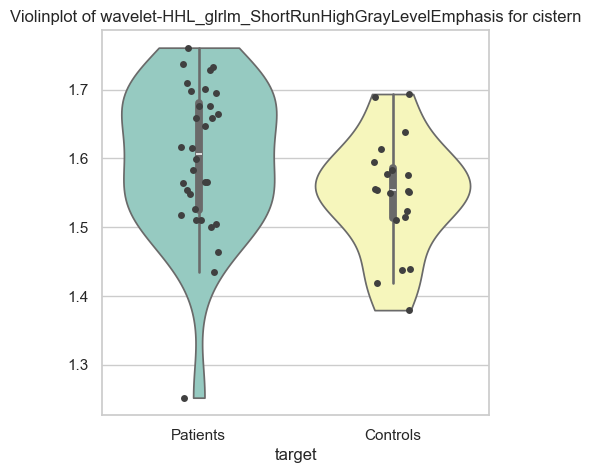 Violinplot of wavelet-HHL_glrlm_ShortRunHighGrayLevelEmphasis for cistern
1.7
1.6
1.5
1.4
1.3
Patients
Controls
target